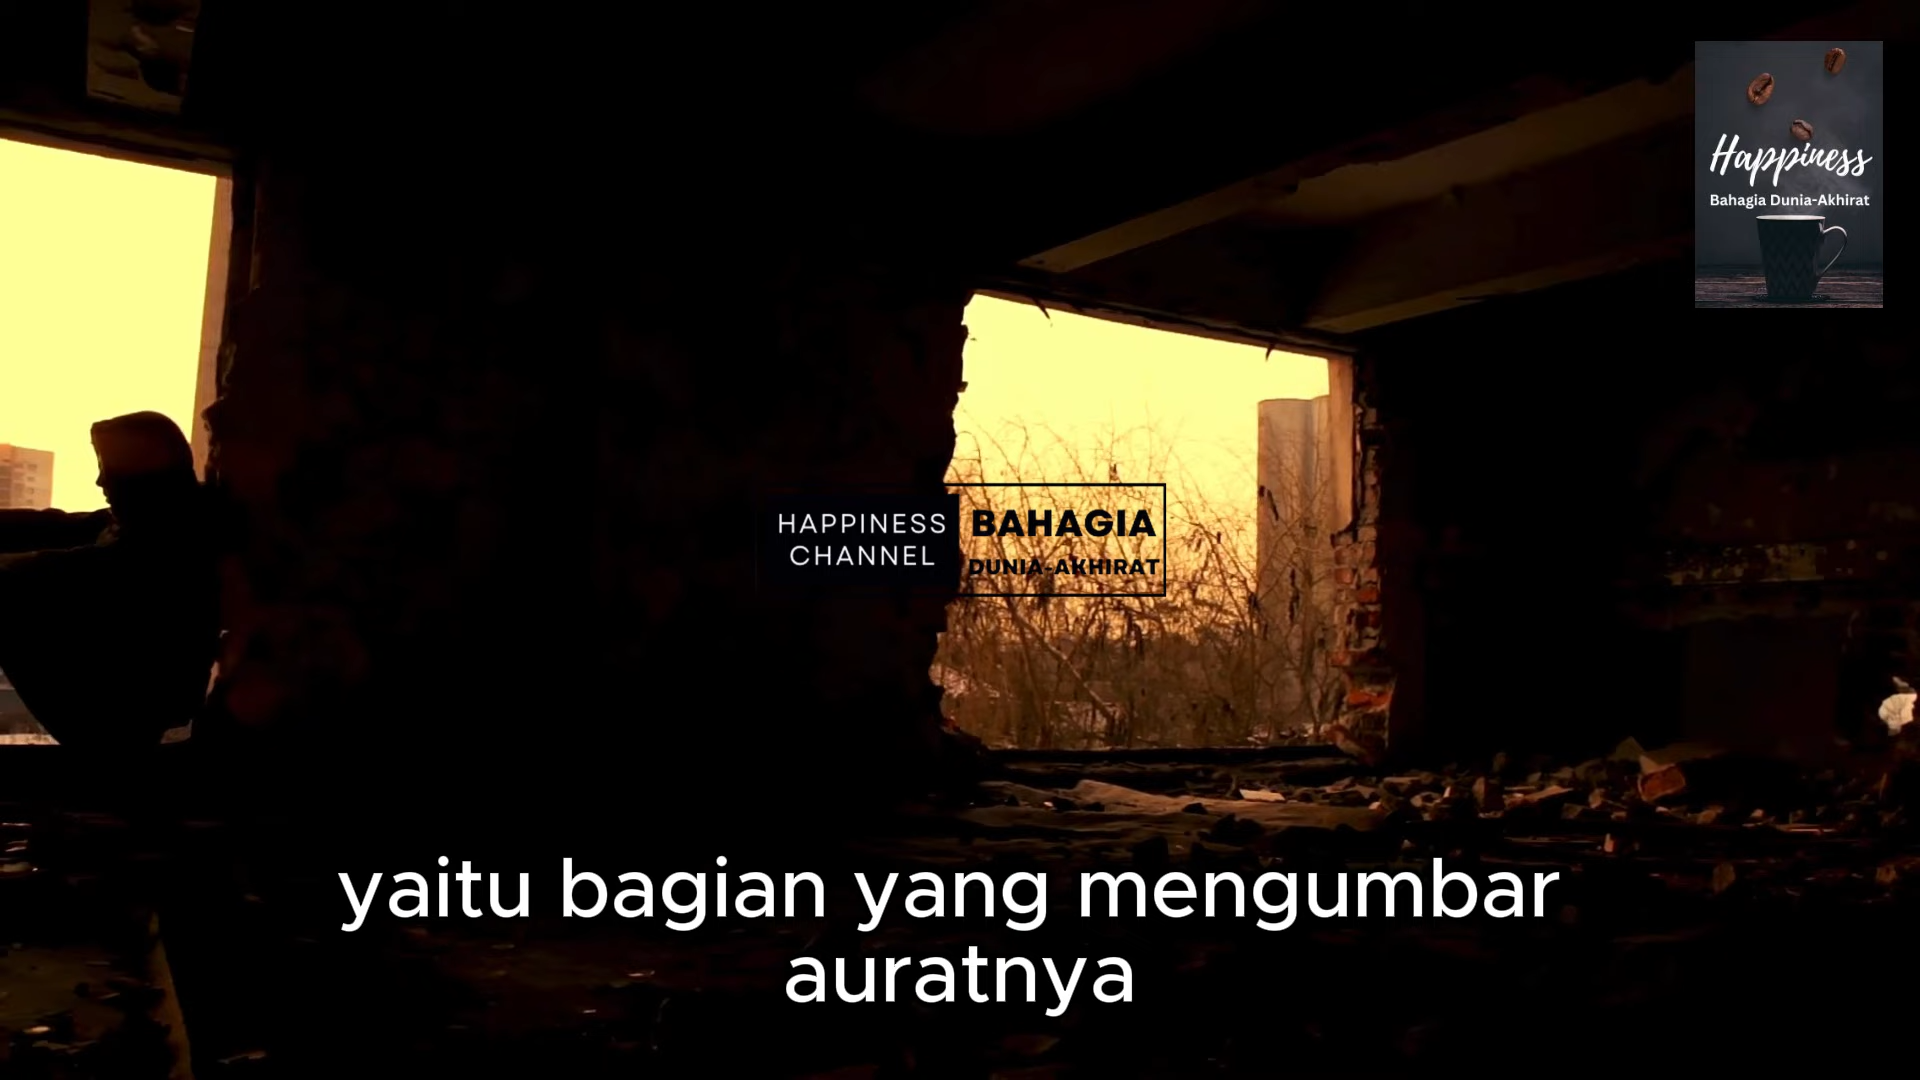 Happiness
Bahagia Dunia-Akhirat
HAPPINESS
CHANNEL
BAHAGIA
DUNIA-AKHIRAT
yaitu bagian yang mengumbar
auratnya